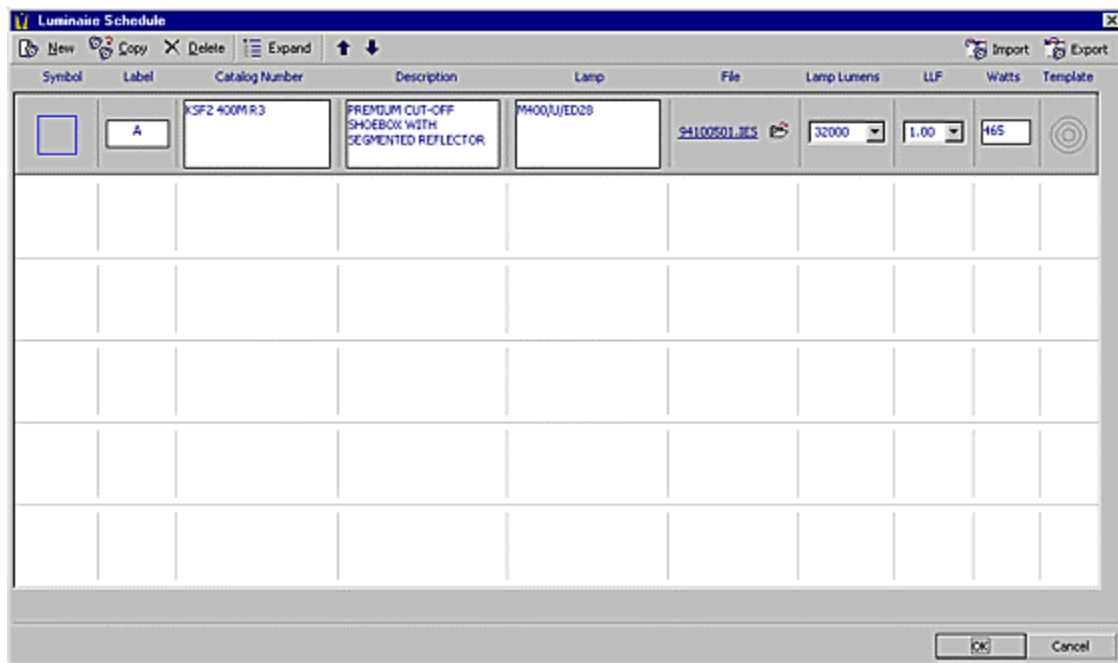 Luminaire Schedule
New Copy Delete Expand Import Export
Symbol Label Catalog Number Description Lamp File Lamp Lumens LLF Watts Template
A KSF2 400M R3 PREMIUM CUT-OFF M400/U/ED28 94100501.IES 32000 1.00 465
SHOEBOX WITH
SEGMENTED REFLECTOR
OK Cancel